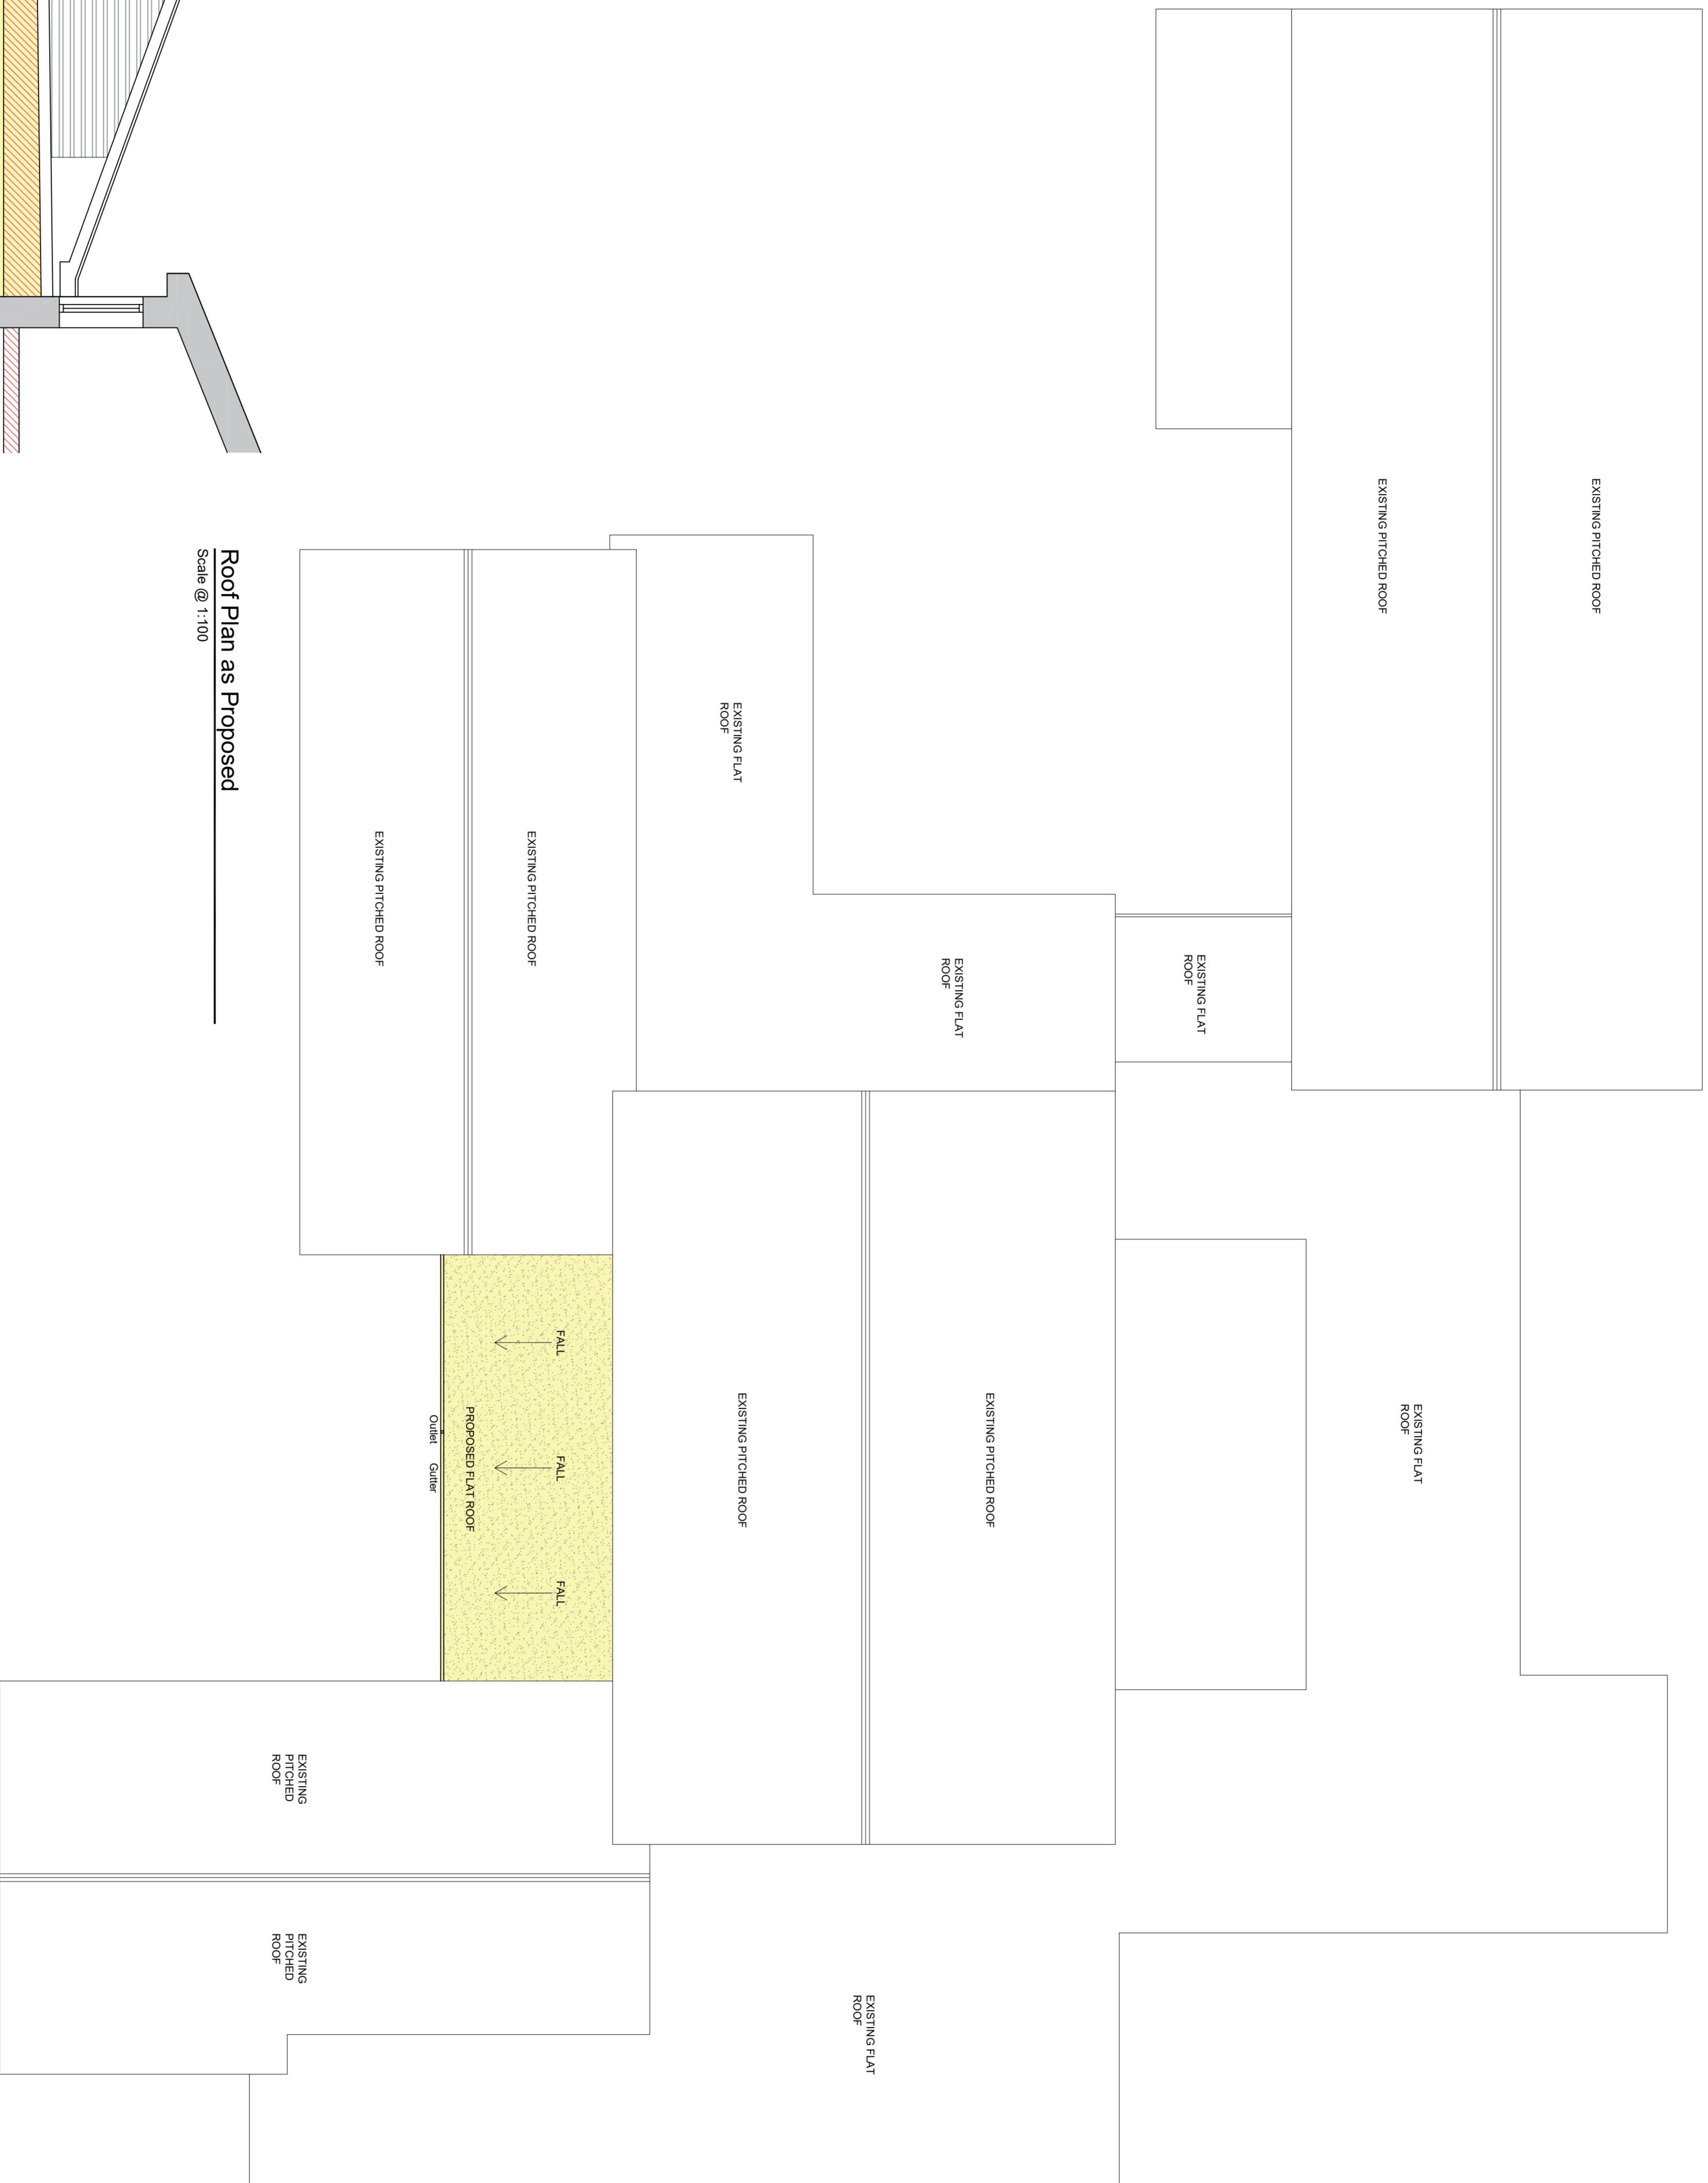 EXISTING PITCHED ROOF
EXISTING FLAT
ROOF
EXISTING PITCHED ROOF
EXISTING FLAT
ROOF
EXISTING PITCHED ROOF
EXISTING FLAT
ROOF
EXISTING FLAT
ROOF
EXISTING PITCHED ROOF
EXISTING FLAT
ROOF
FALL
FALL
FALL
EXISTING PITCHED ROOF
PROPOSED FLAT ROOF
Outlet
Gutter
EXISTING PITCHED ROOF
EXISTING
PITCHED
ROOF
EXISTING
PITCHED
ROOF
Roof Plan as Proposed
Scale @ 1:100